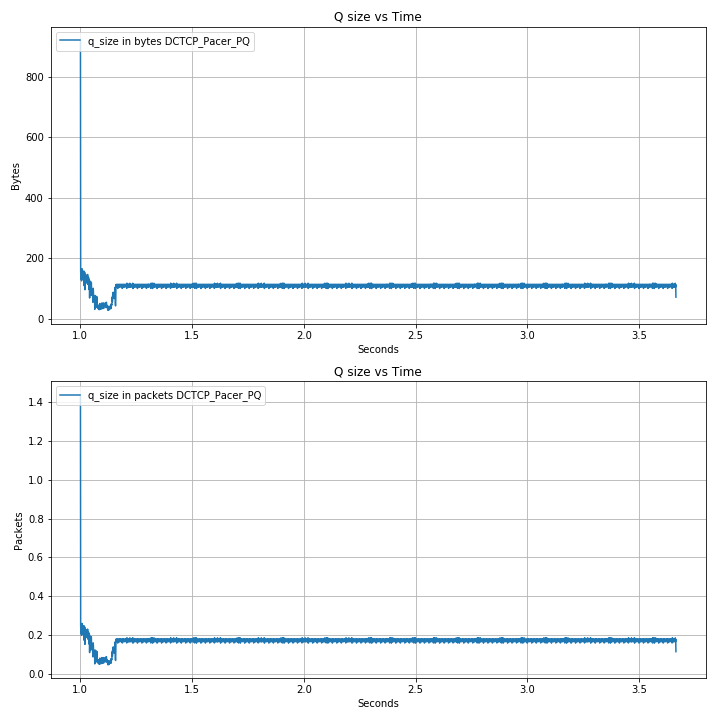 Q size vs Time
q_size in bytes DCTCP_Pacer_PQ
Bytes
800
600
400
200
0
1.0 1.5 2.0 2.5 3.0 3.5
Seconds
Q size vs Time
q_size in packets DCTCP_Pacer_PQ
Packets
1.4
1.2
1.0
0.8
0.6
0.4
0.2
0.0
1.0 1.5 2.0 2.5 3.0 3.5
Seconds